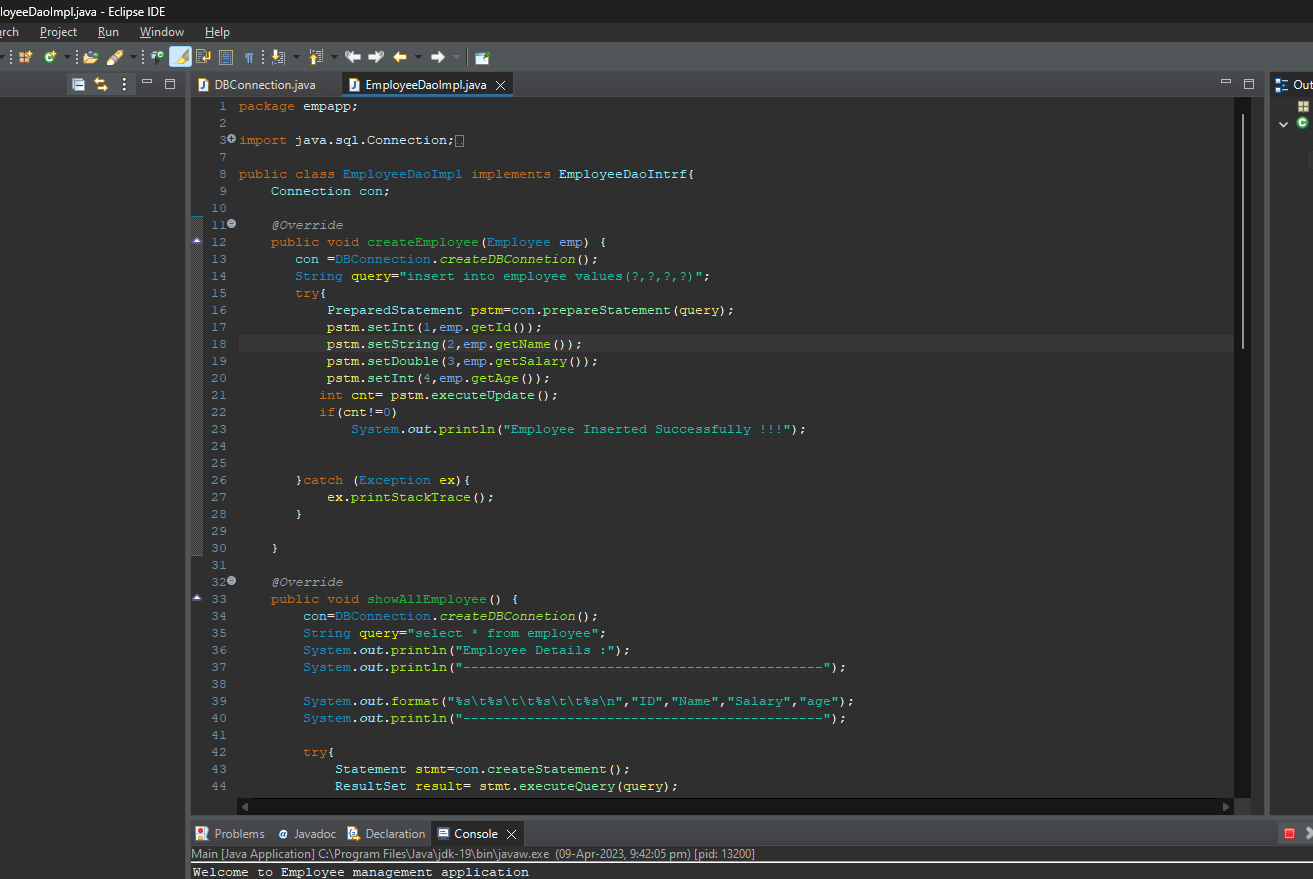 loyeeDaoImpl.java - Eclipse IDE
rch Project Run Window Help
DBConnection.java EmployeeDaoImpl.java Out
1 package empapp;
2
3 import java.sql.Connection;
7
8 public class EmployeeDaoImpl implements EmployeeDaoIntrf{
9 Connection con;
10
11 @Override
12 public void createEmployee(Employee emp) {
13 con =DBConnection.createDBConnetion();
14 String query="insert into employee values(?,?,?,?)";
15 try{
16 PreparedStatement pstm=con.prepareStatement(query);
17 pstm.setInt(1,emp.getId());
18 pstm.setString(2,emp.getName());
19 pstm.setDouble(3,emp.getSalary());
20 pstm.setInt(4,emp.getAge());
21 int cnt= pstm.executeUpdate();
22 if(cnt!=0)
23 System.out.println("Employee Inserted Successfully !!!");
24
25
26 }catch (Exception ex){
27 ex.printStackTrace();
28 }
29
30 }
31
32 @Override
33 public void showAllEmployee() {
34 con=DBConnection.createDBConnetion();
35 String query="select * from employee";
36 System.out.println("Employee Details :");
37 System.out.println("---------------------------------------------");
38
39 System.out.format("%s\t%s\t\t%s\t\t%s\n","ID","Name","Salary","age");
40 System.out.println("---------------------------------------------");
41
42 try{
43 Statement stmt=con.createStatement();
44 ResultSet result= stmt.executeQuery(query);
Problems Javadoc Declaration Console
Main [Java Application] C:\Program Files\Java\jdk-19\bin\javaw.exe (09-Apr-2023, 9:42:05 pm) [pid: 13200]
Welcome to Employee management application